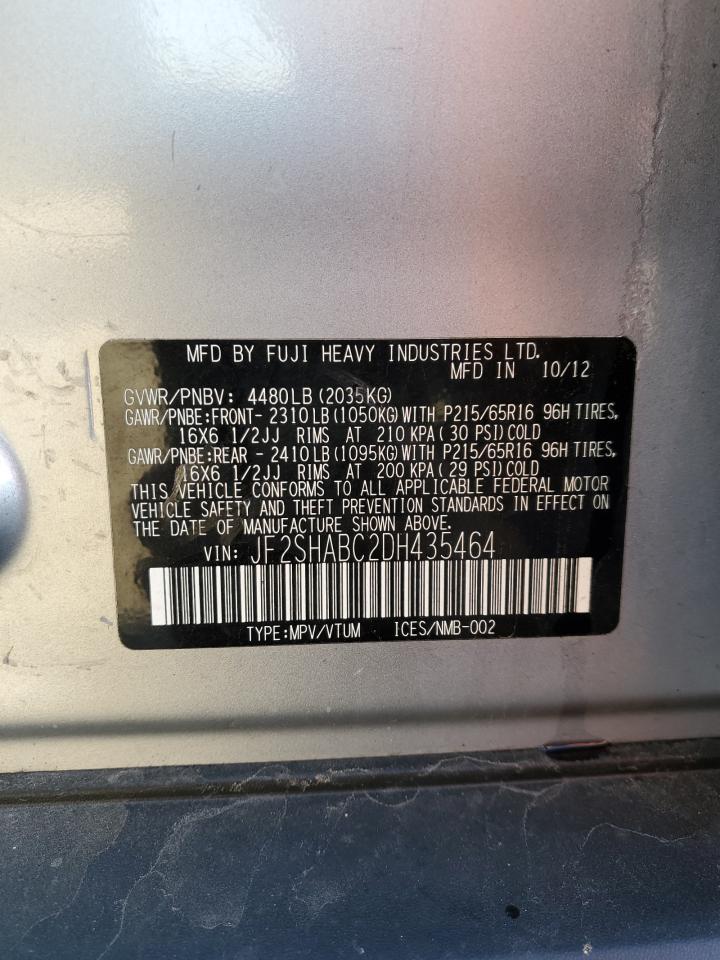 MFD BY FUJI HEAVY INDUSTRIES LTD.
MFD IN 10/12
GVWR/PNBV: 4480LB (2035KG)
GAWR/PNBE:FRONT- 2310LB (1050KG) WITH P215/65R16 96H TIRES,
16X6 1/2JJ RIMS AT 210 KPA (30 PSI) COLD
GAWR/PNBE:REAR - 2410LB (1095KG) WITH P215/65R16 96H TIRES,
16X6 1/2JJ RIMS AT 200 KPA (29 PSI) COLD
THIS VEHICLE CONFORMS TO ALL APPLICABLE FEDERAL MOTOR
VEHICLE SAFETY AND THEFT PREVENTION STANDARDS IN EFFECT ON
THE DATE OF MANUFACTURE SHOWN ABOVE.
VIN: JF2SHABC2DH435464
TYPE:MPV/VTUM ICES/NMB-002